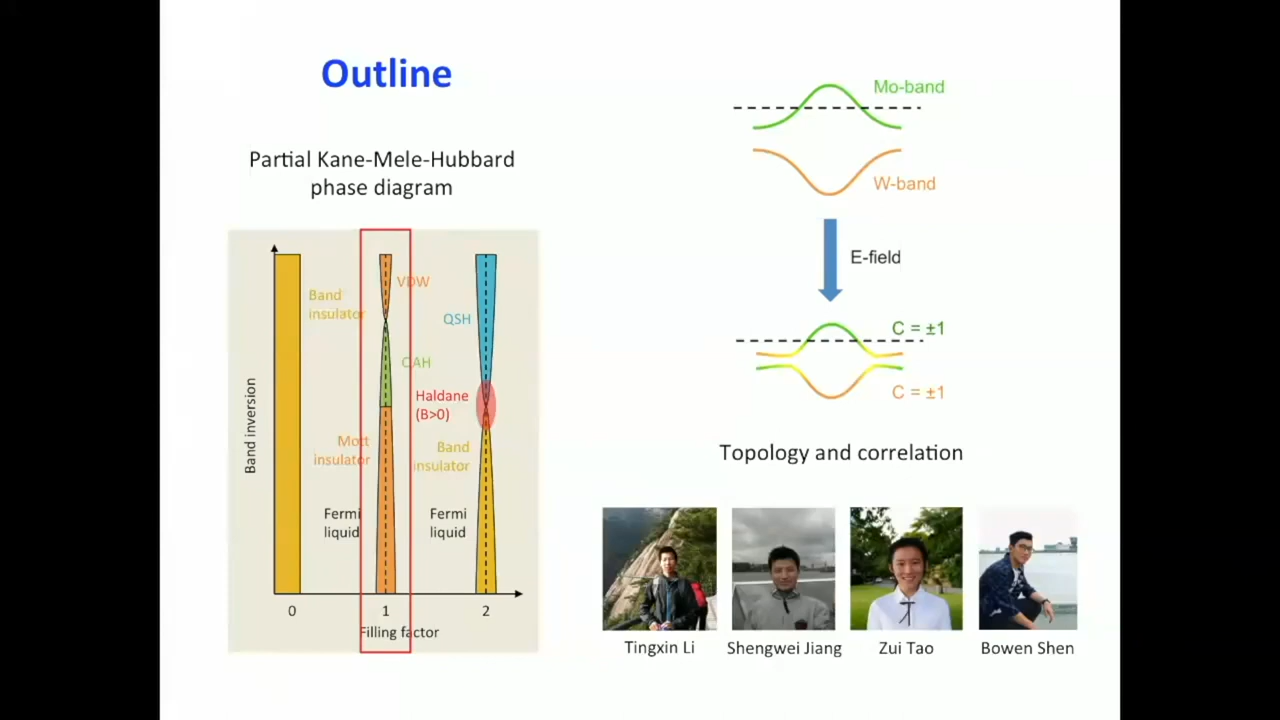 Outline
Partial Kane-Mele-Hubbard
phase diagram
VDW
Band
insulator
QSH
QAH
Haldane
(B>0)
Mott
insulator
Band
insulator
Fermi
liquid
Fermi
liquid
Band inversion
0
1
2
Filling factor
Mo-band
W-band
E-field
C = ±1
C = ±1
Topology and correlation
Tingxin Li
Shengwei Jiang
Zui Tao
Bowen Shen